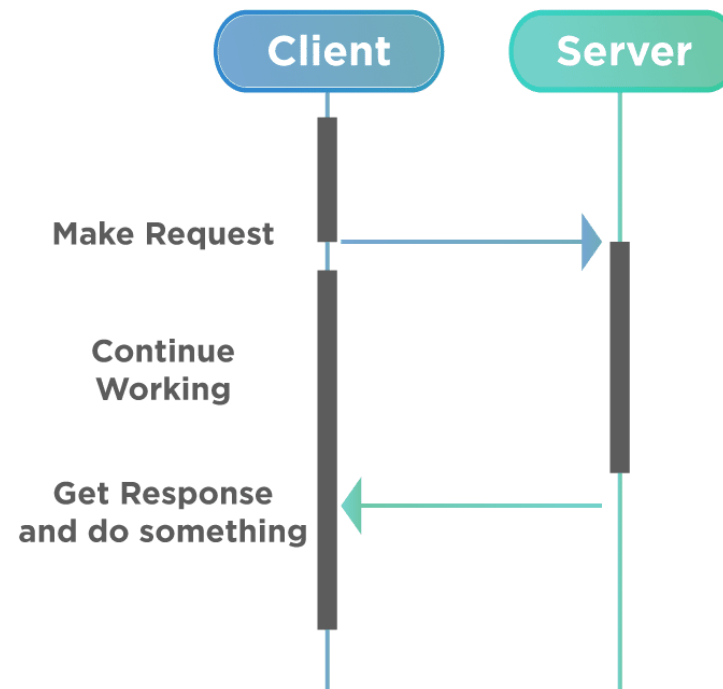 Client
Server
Make Request
Continue
Working
Get Response
and do something